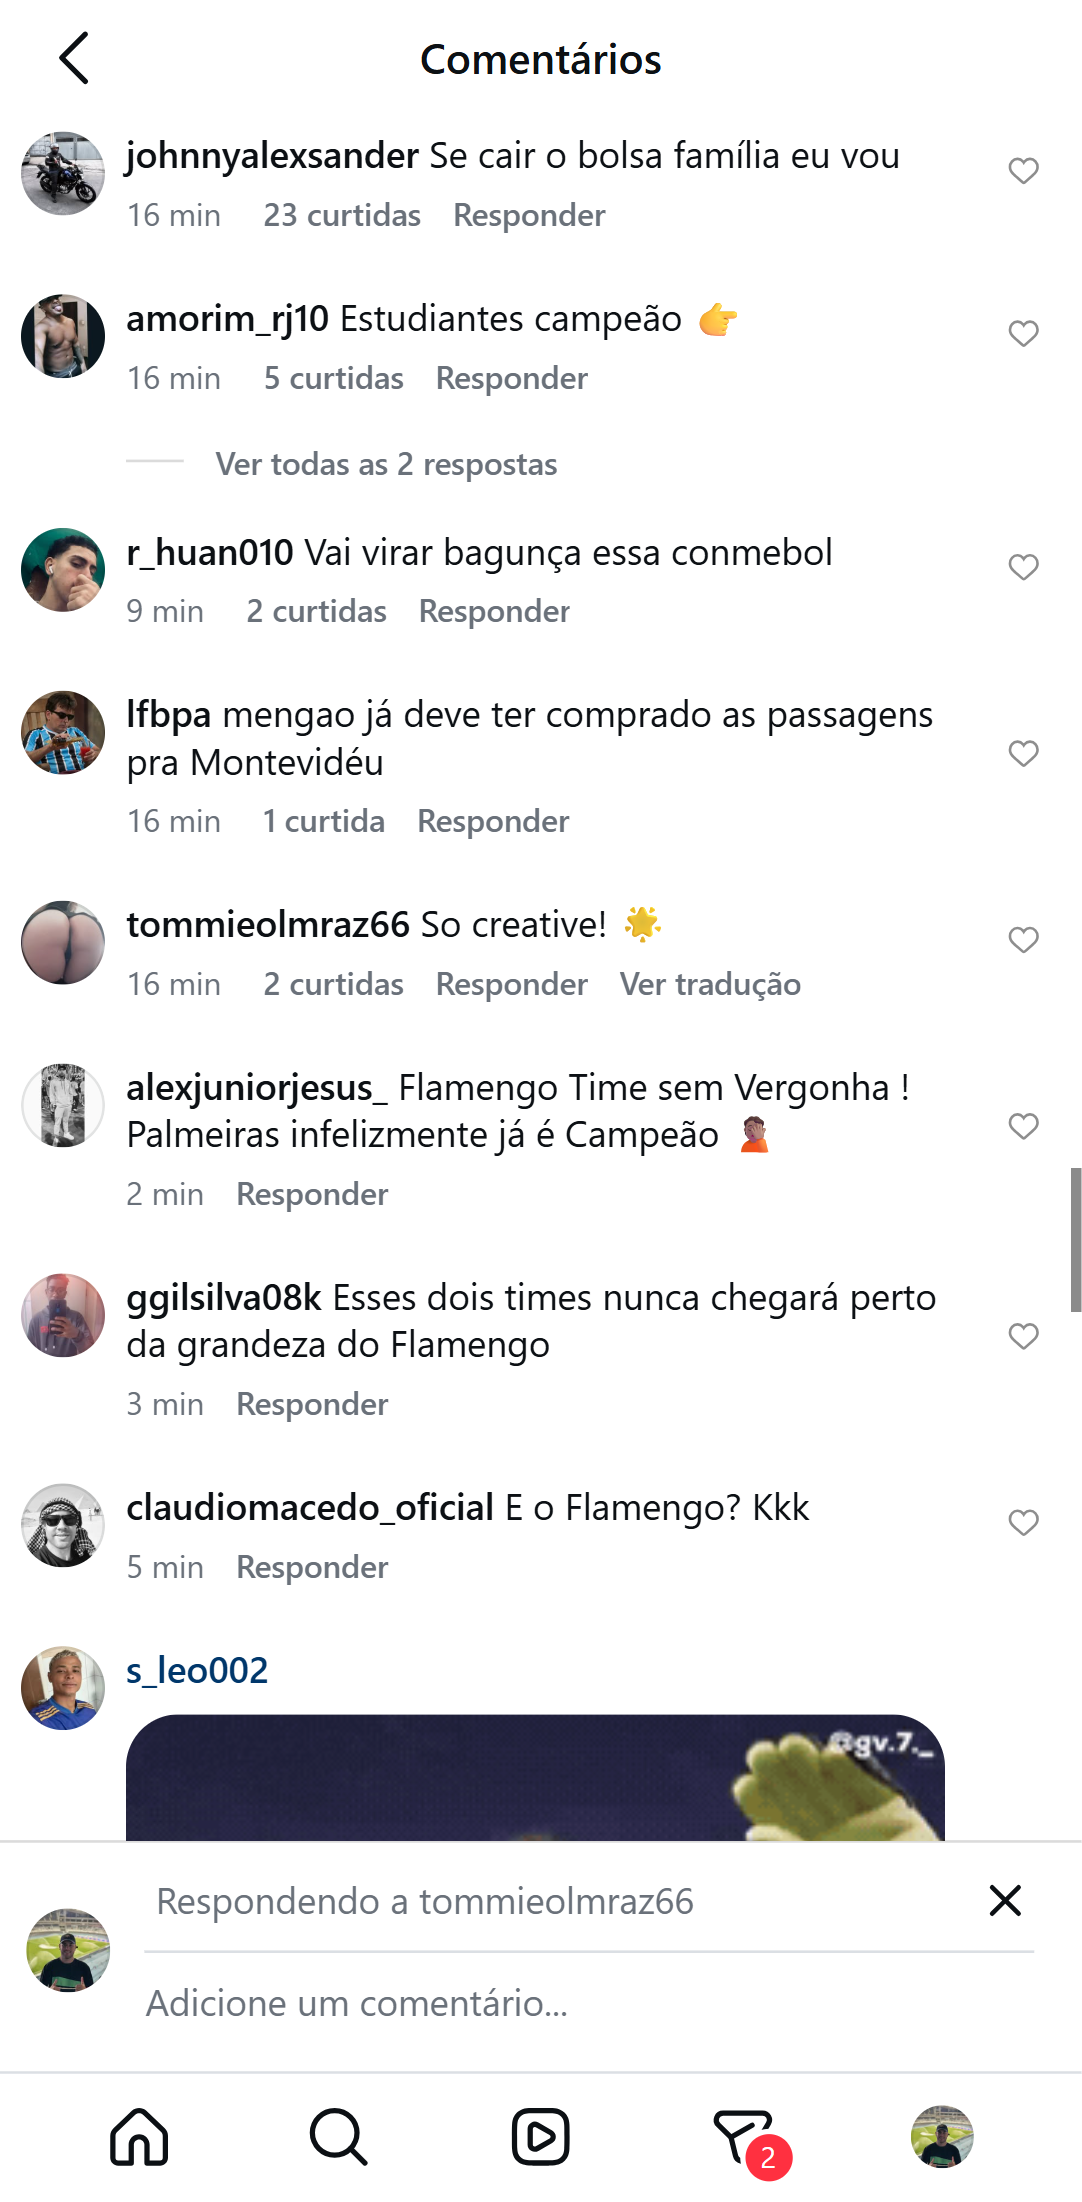 Comentários
johnnyalexsander Se cair o bolsa família eu vou
16 min 23 curtidas Responder
amorim_rj10 Estudiantes campeão 👉
16 min 5 curtidas Responder
Ver todas as 2 respostas
r_huan010 Vai virar bagunça essa conmebol
9 min 2 curtidas Responder
lfbpa mengao já deve ter comprado as passagens
pra Montevidéu
16 min 1 curtida Responder
tommieolmraz66 So creative! 🌟
16 min 2 curtidas Responder Ver tradução
alexjuniorjesus_ Flamengo Time sem Vergonha !
Palmeiras infelizmente já é Campeão 🤦🏾‍♂️
2 min Responder
ggilsilva08k Esses dois times nunca chegará perto
da grandeza do Flamengo
3 min Responder
claudiomacedo_oficial E o Flamengo? Kkk
5 min Responder
s_leo002
@gv.7._
Respondendo a tommieolmraz66
Adicione um comentário...
2